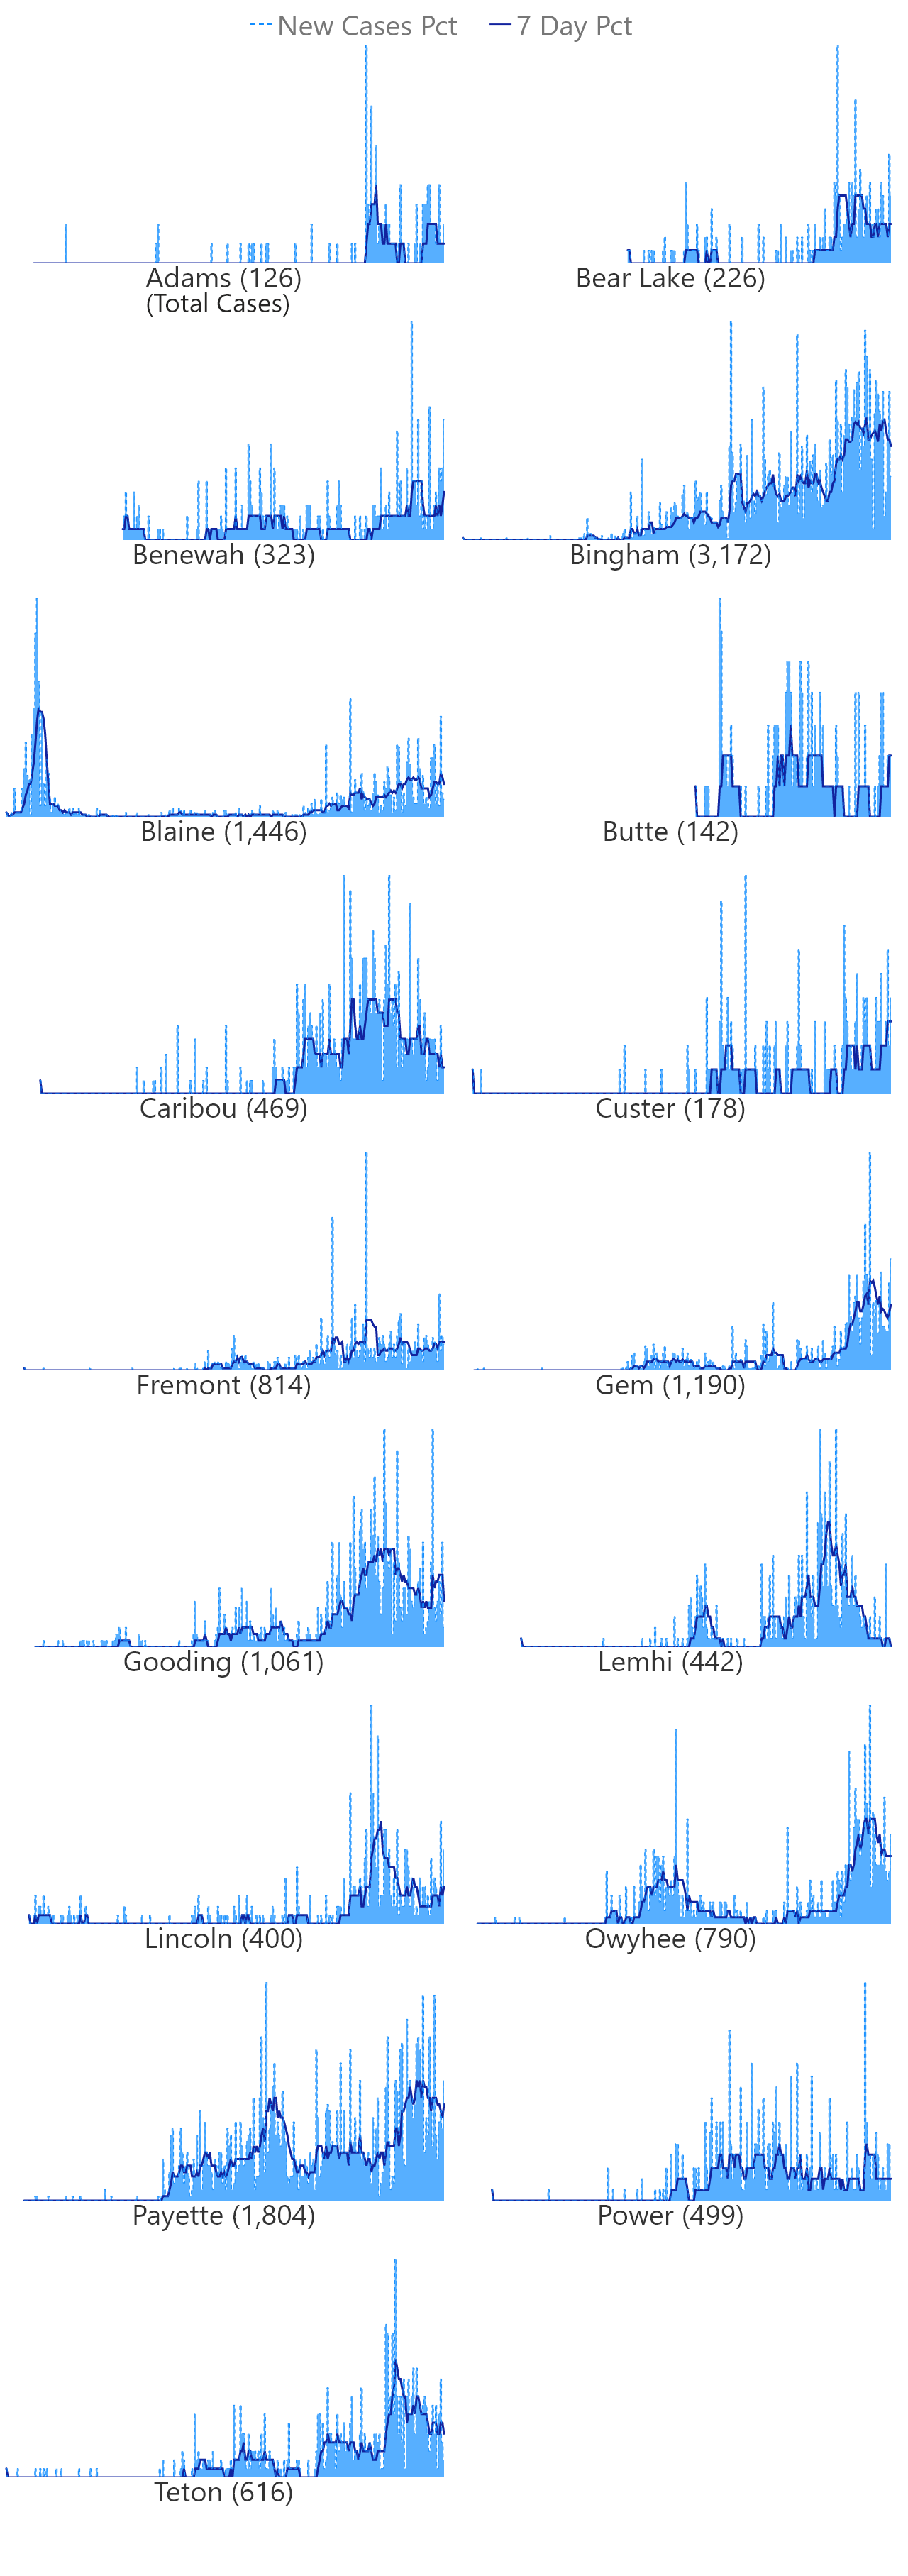 New Cases Pct 7 Day Pct
Adams (126) Bear Lake (226)
(Total Cases)
Benewah (323) Bingham (3,172)
Blaine (1,446) Butte (142)
Caribou (469) Custer (178)
Fremont (814) Gem (1,190)
Gooding (1,061) Lemhi (442)
Lincoln (400) Owyhee (790)
Payette (1,804) Power (499)
Teton (616)